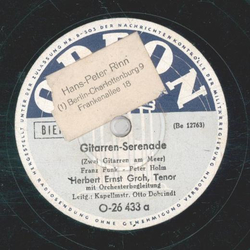 ODEON
Hans-Peter Rinn
(1) Berlin-Charlottenburg 9
Frankenallee 18
BIE
(Be 12763)
Gitarren-Serenade
(Zwei Gitarren am Meer)
Franz Funk - Peter Holm
Herbert Ernst Groh, Tenor
mit Orchesterbegleitung
Leitg.: Kapellmstr. Otto Dobrindt
O-26 433 a